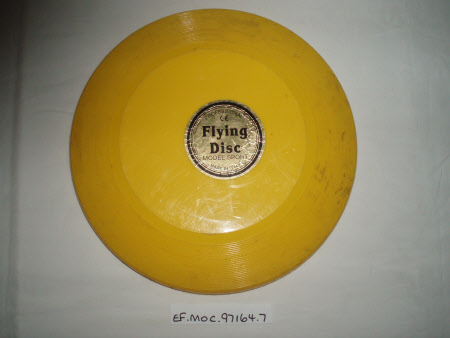 CE
Flying
Disc
MODEL SPORT
EF.MOC.97164.7